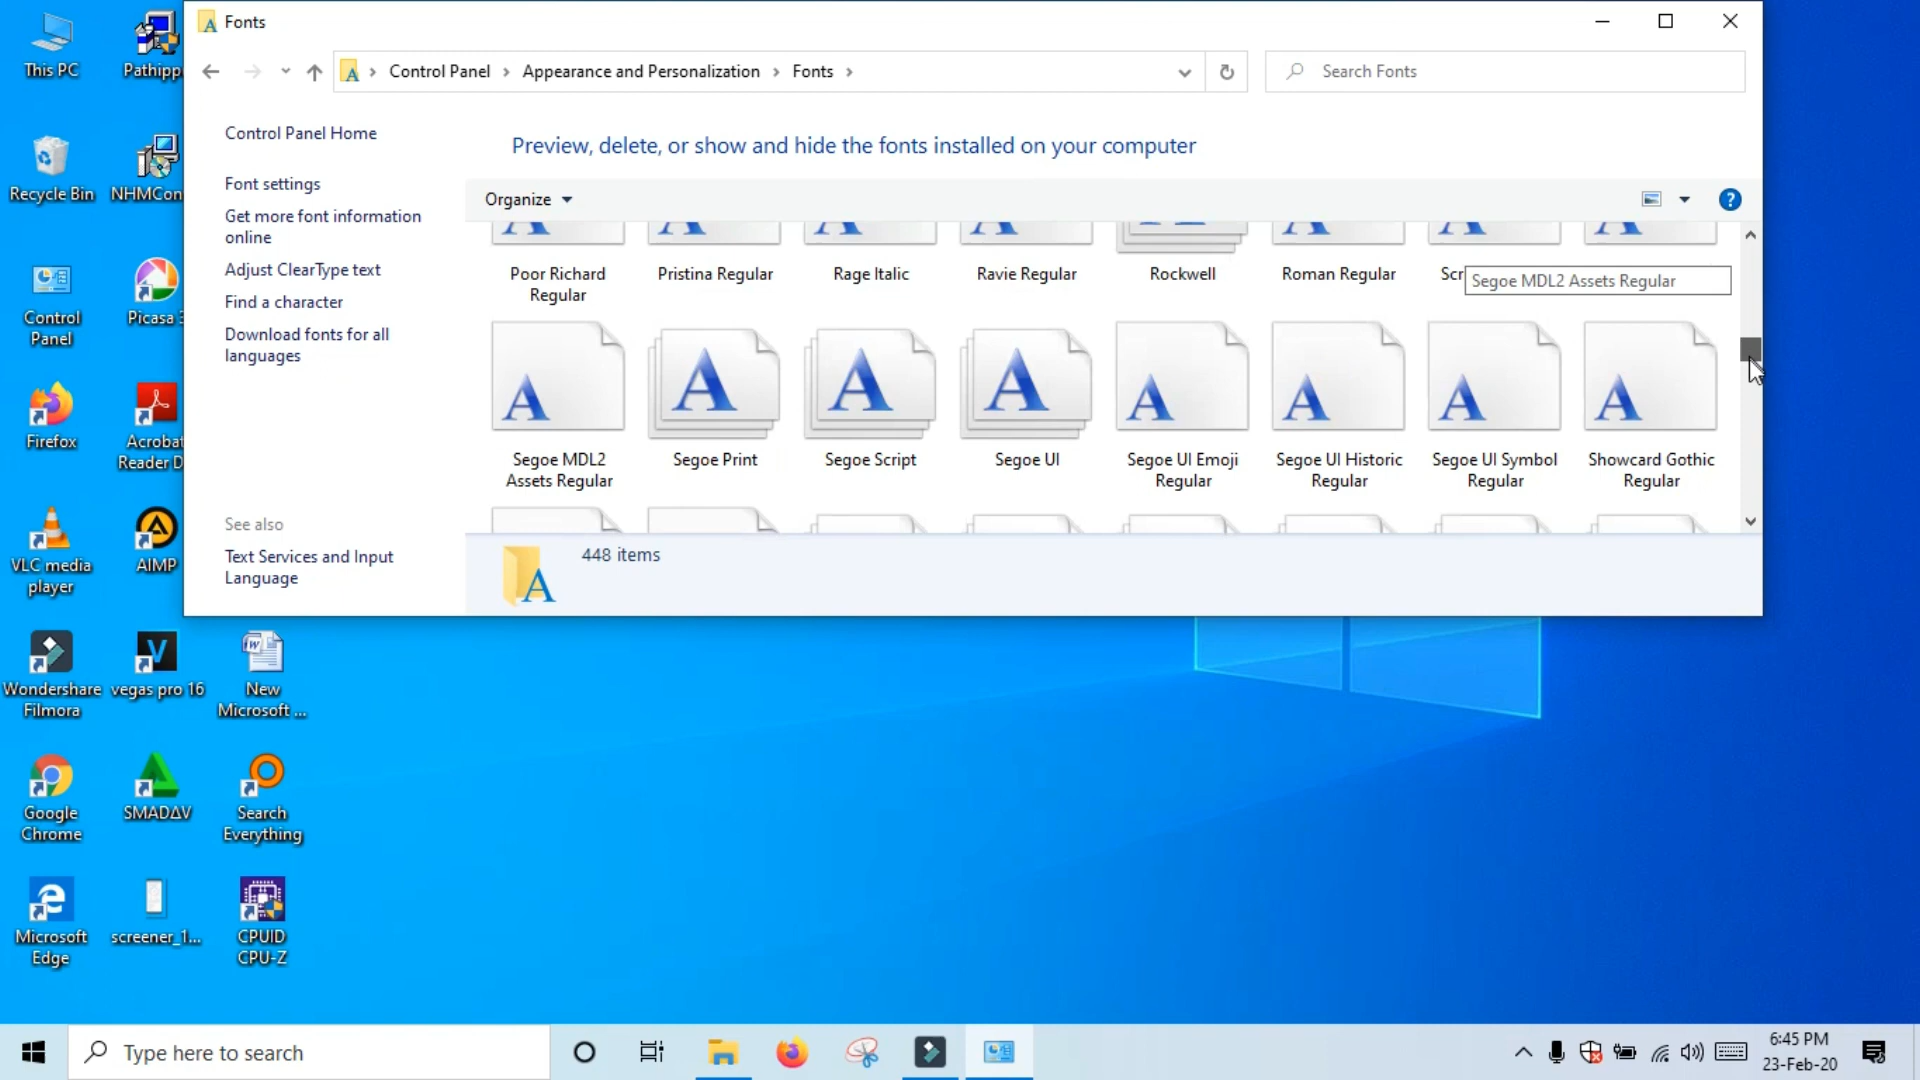 Fonts
Control Panel
Appearance and Personalization
Fonts
Search Fonts
Control Panel Home
Font settings
Get more font information
online
Adjust ClearType text
Find a character
Download fonts for all
languages
See also
Text Services and Input
Language
Preview, delete, or show and hide the fonts installed on your computer
Organize
?
Poor Richard
Regular
Pristina Regular
Rage Italic
Ravie Regular
Rockwell
Roman Regular
Scr
Segoe MDL2 Assets Regular
Segoe MDL2
Assets Regular
Segoe Print
Segoe Script
Segoe UI
Segoe UI Emoji
Regular
Segoe UI Historic
Regular
Segoe UI Symbol
Regular
Showcard Gothic
Regular
448 items
This PC
Pathipp
Recycle Bin
NHMCon
Control
Panel
Picasa 3
Firefox
Acrobat
Reader D
VLC media
player
AIMP
Wondershare
Filmora
vegas pro 16
New
Microsoft ...
Google
Chrome
SMADΔV
Search
Everything
Microsoft
Edge
screener_1...
CPUID
CPU-Z
Type here to search
6:45 PM
23-Feb-20